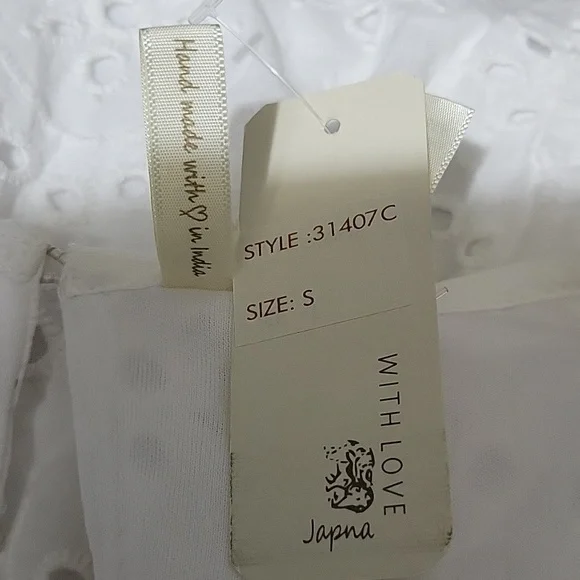 Hand made with♡in India
STYLE :31407C
SIZE: S
WITH LOVE
Japna